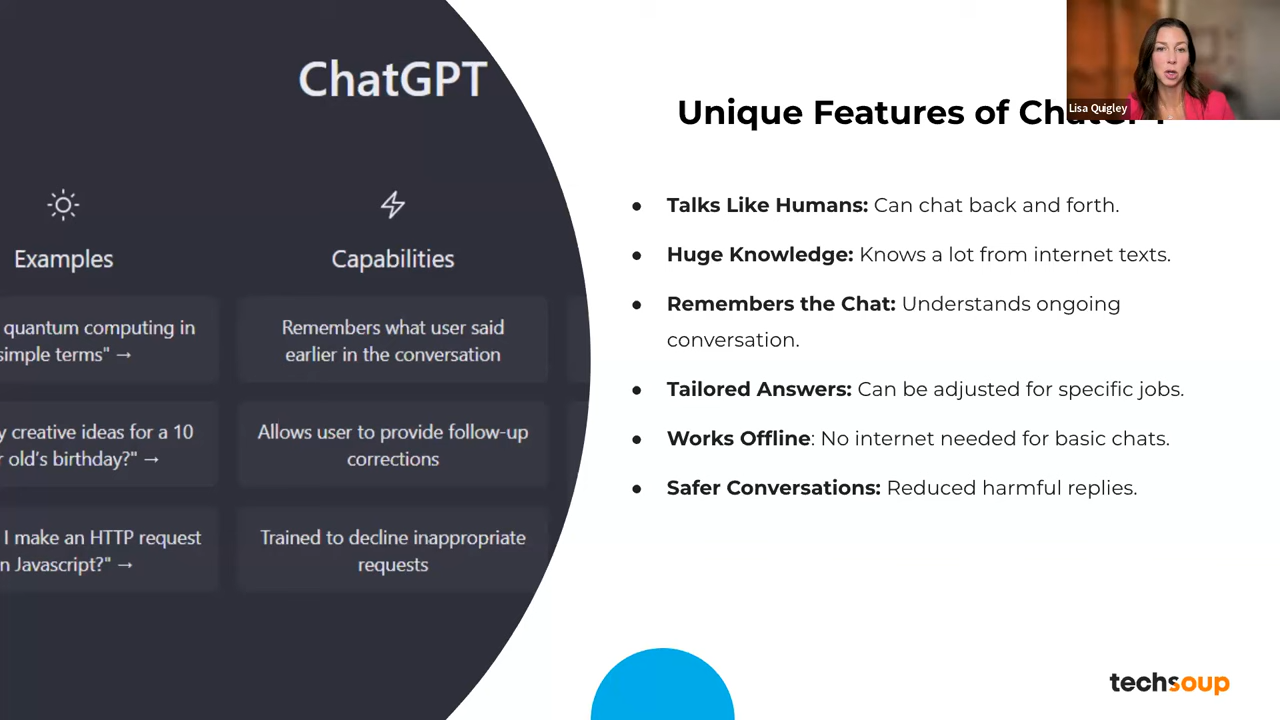 ChatGPT
Examples
Capabilities
quantum computing in
simple terms" →
Remembers what user said
earlier in the conversation
creative ideas for a 10
old's birthday?" →
Allows user to provide follow-up
corrections
I make an HTTP request
in Javascript?" →
Trained to decline inappropriate
requests
Lisa Quigley
Unique Features of ChatGPT
● Talks Like Humans: Can chat back and forth.
● Huge Knowledge: Knows a lot from internet texts.
● Remembers the Chat: Understands ongoing
conversation.
● Tailored Answers: Can be adjusted for specific jobs.
● Works Offline: No internet needed for basic chats.
● Safer Conversations: Reduced harmful replies.
techsoup